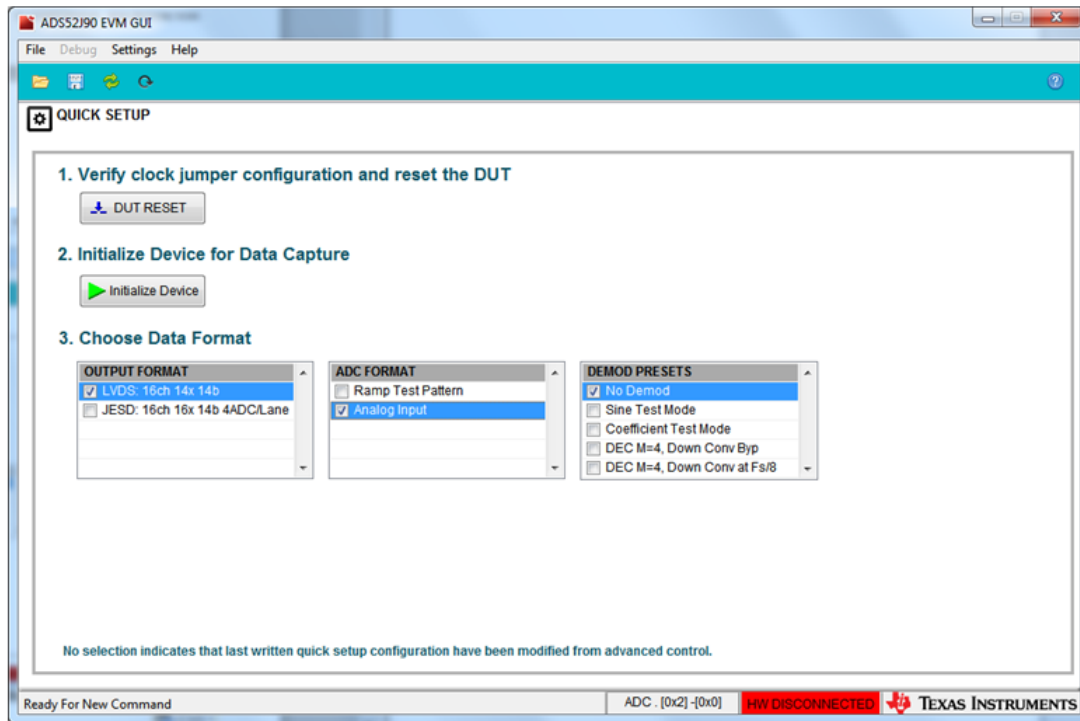 ADS52J90 EVM GUI
File Debug Settings Help
QUICK SETUP
1. Verify clock jumper configuration and reset the DUT
DUT RESET
2. Initialize Device for Data Capture
Initialize Device
3. Choose Data Format
OUTPUT FORMAT
LVDS: 16ch 14x 14b
JESD: 16ch 16x 14b 4ADC/Lane
ADC FORMAT
Ramp Test Pattern
Analog Input
DEMOD PRESETS
No Demod
Sine Test Mode
Coefficient Test Mode
DEC M=4, Down Conv Byp
DEC M=4, Down Conv at Fs/8
No selection indicates that last written quick setup configuration have been modified from advanced control.
Ready For New Command ADC . [0x2] -[0x0] HW DISCONNECTED TEXAS INSTRUMENTS